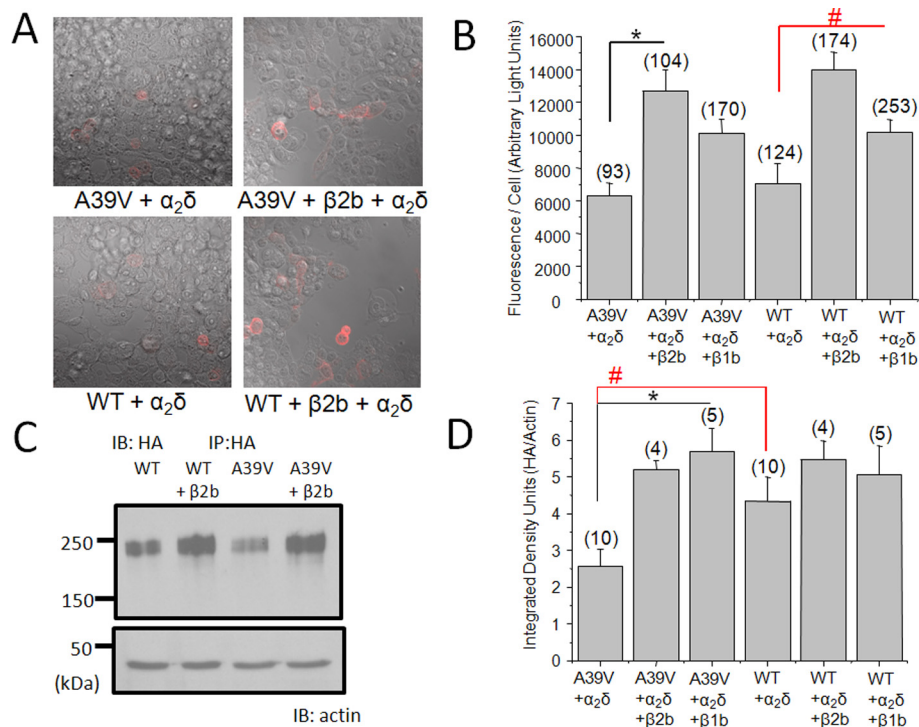 A
A39V + α₂δ
A39V + β2b + α₂δ
WT + α₂δ
WT + β2b + α₂δ
B
Fluorescence / Cell (Arbitrary Light Units)
16000
14000
12000
10000
8000
6000
4000
2000
0
*
#
(93)
(104)
(170)
(124)
(174)
(253)
A39V +α₂δ
A39V +α₂δ +β2b
A39V +α₂δ +β1b
WT +α₂δ
WT +α₂δ +β2b
WT +α₂δ +β1b
C
IB: HA IP:HA
WT
WT + β2b
A39V
A39V + β2b
250
150
50
(kDa)
IB: actin
D
Integrated Density Units (HA/Actin)
7
6
5
4
3
2
1
0
#
*
(10)
(4)
(5)
(10)
(4)
(5)
A39V +α₂δ
A39V +α₂δ +β2b
A39V +α₂δ +β1b
WT +α₂δ
WT +α₂δ +β2b
WT +α₂δ +β1b